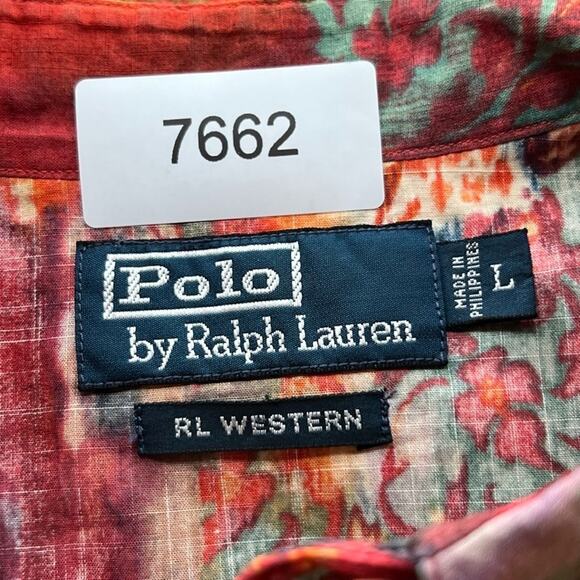 7662
Polo
by Ralph Lauren
MADE IN
PHILIPPINES
L
RL WESTERN